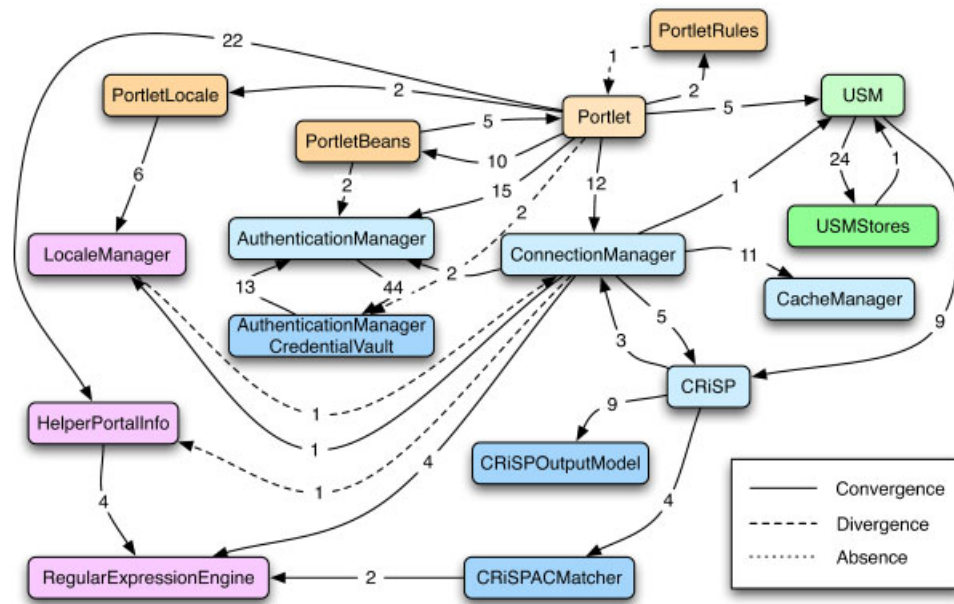 22
PortletRules
1
PortletLocale
2
2
USM
Portlet
5
PortletBeans
5
10
24
1
6
2
15
12
1
2
USMStores
AuthenticationManager
LocaleManager
ConnectionManager
2
11
13
44
CacheManager
AuthenticationManager
CredentialVault
5
9
3
CRiSP
HelperPortalInfo
1
9
1
4
CRiSPOutputModel
1
4
4
Convergence
Divergence
Absence
RegularExpressionEngine
2
CRiSPACMatcher